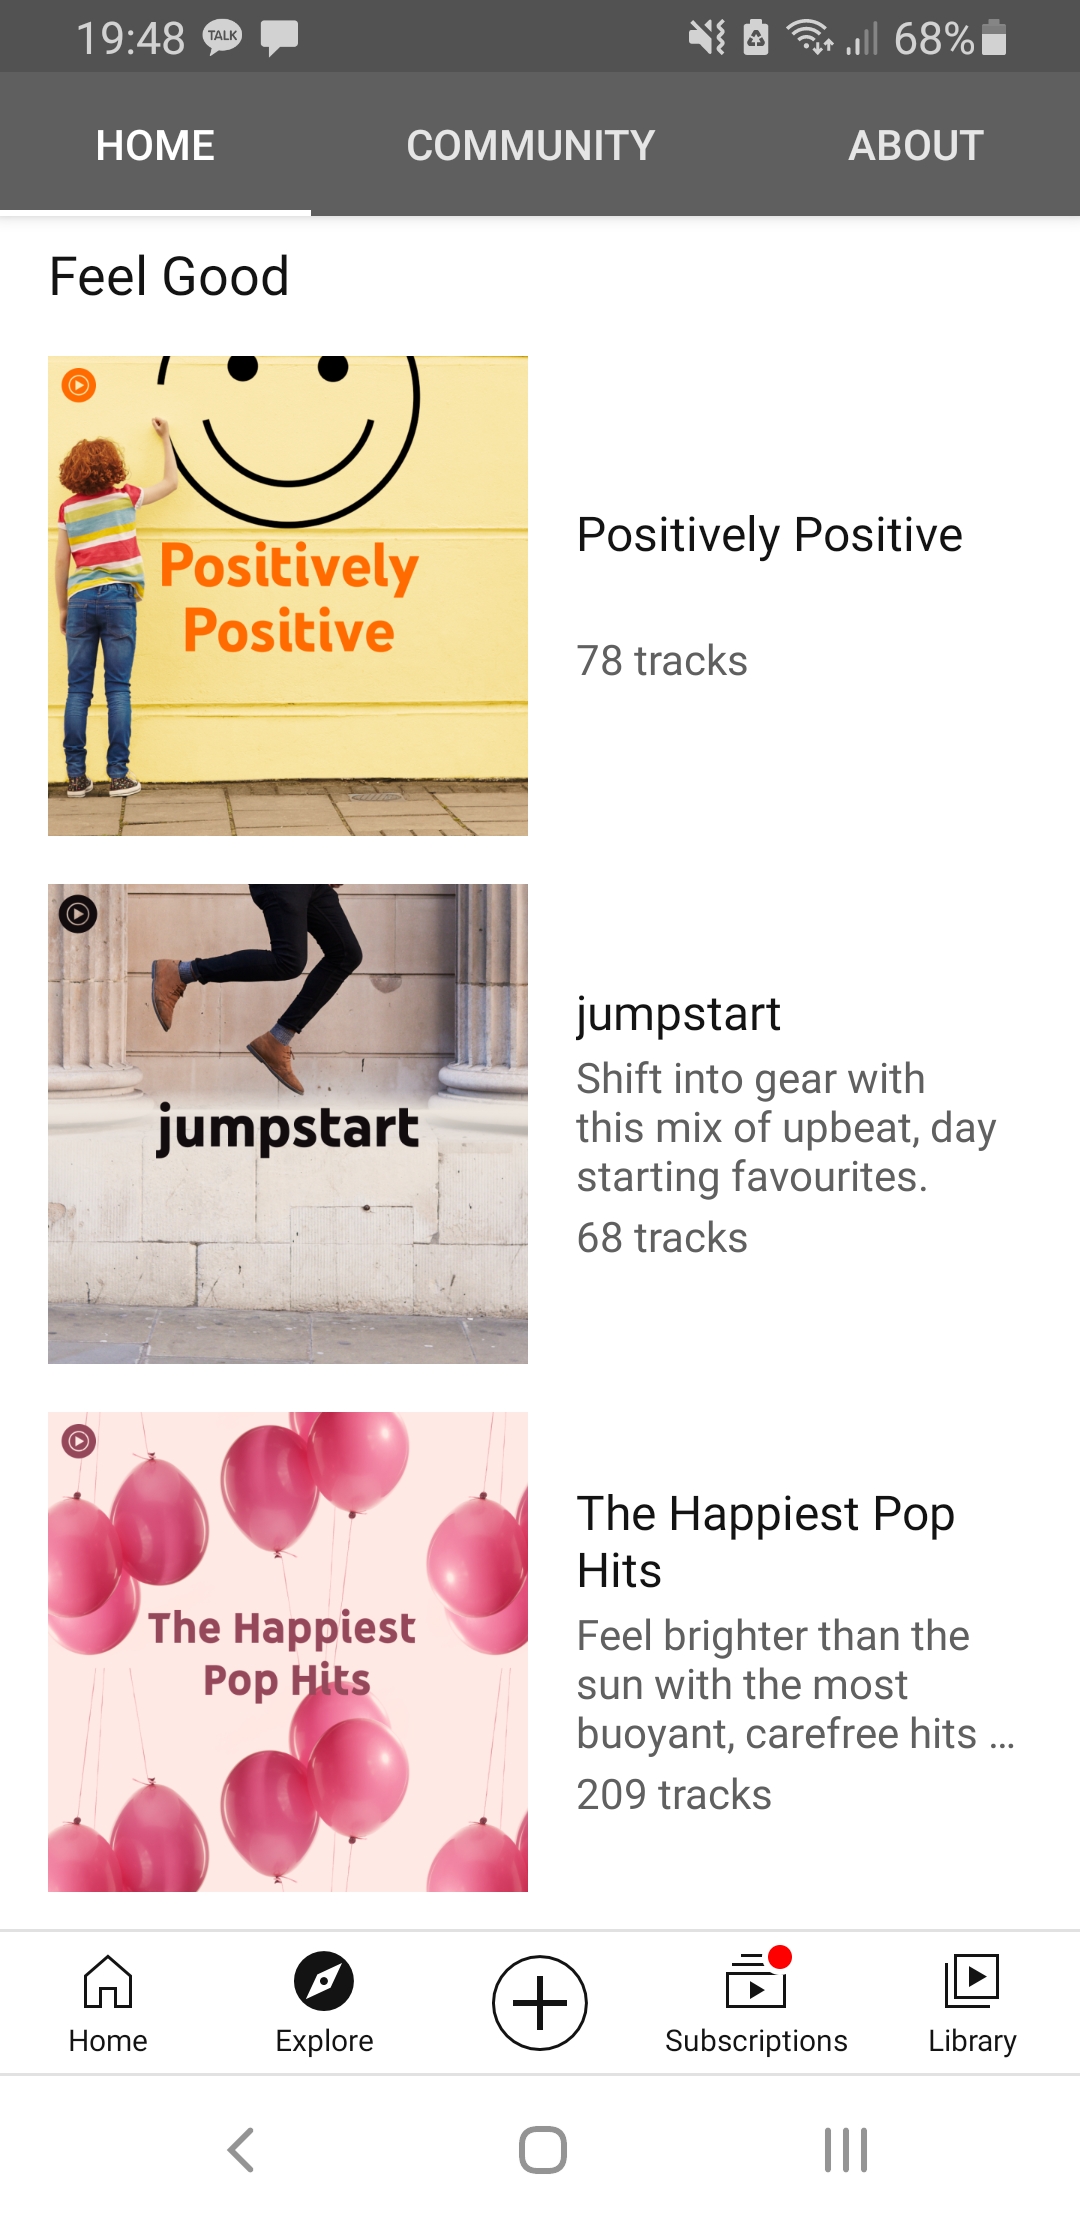 19:48 TALK 68%
HOME COMMUNITY ABOUT
Feel Good
Positively
Positive
Positively Positive
78 tracks
jumpstart
jumpstart
Shift into gear with
this mix of upbeat, day
starting favourites.
68 tracks
The Happiest
Pop Hits
The Happiest Pop
Hits
Feel brighter than the
sun with the most
buoyant, carefree hits ...
209 tracks
Home Explore Subscriptions Library